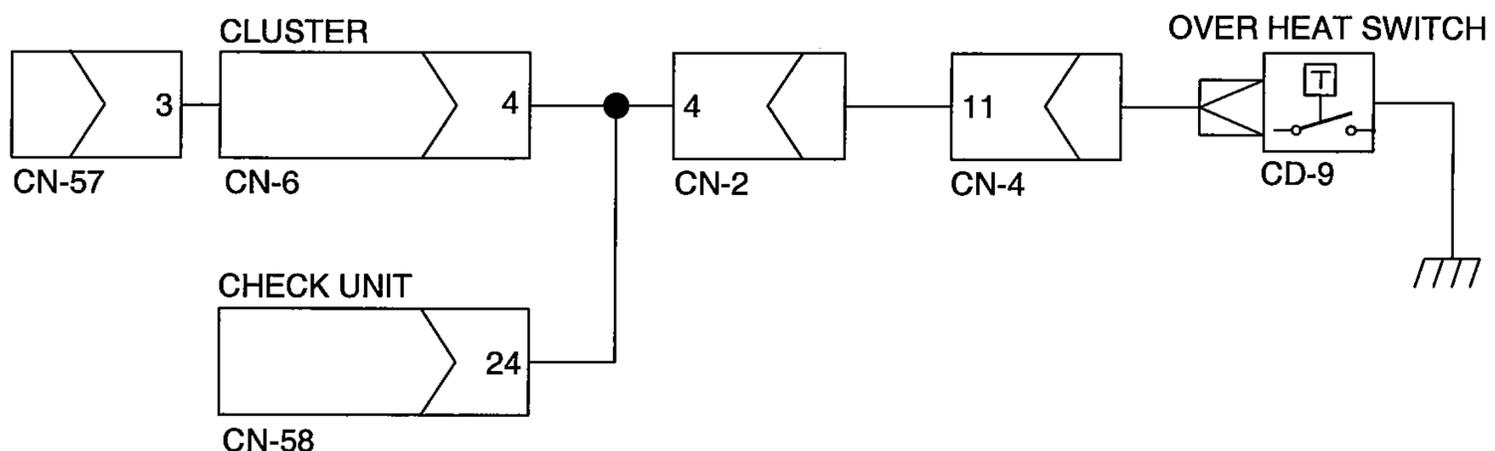 CLUSTER
OVER HEAT SWITCH
T
3
4
4
11
CN-57
CN-6
CN-2
CN-4
CD-9
CHECK UNIT
24
CN-58